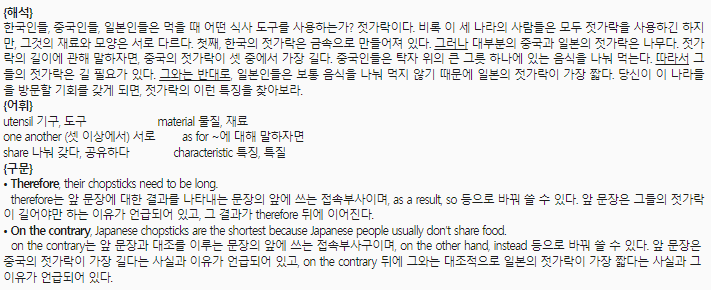 {해석}
한국인들, 중국인들, 일본인들은 먹을 때 어떤 식사 도구를 사용하는가? 젓가락이다. 비록 이 세 나라의 사람들은 모두 젓가락을 사용하긴 하지
만, 그것의 재료와 모양은 서로 다르다. 첫째, 한국의 젓가락은 금속으로 만들어져 있다. 그러나 대부분의 중국과 일본의 젓가락은 나무다. 젓가
락의 길이에 관해 말하자면, 중국의 젓가락이 셋 중에서 가장 길다. 중국인들은 탁자 위의 큰 그릇 하나에 있는 음식을 나눠 먹는다. 따라서 그
들의 젓가락은 길 필요가 있다. 그와는 반대로, 일본인들은 보통 음식을 나눠 먹지 않기 때문에 일본의 젓가락이 가장 짧다. 당신이 이 나라들
을 방문할 기회를 갖게 되면, 젓가락의 이런 특징을 찾아보라.
{어휘}
utensil 기구, 도구 material 물질, 재료
one another (셋 이상에서) 서로 as for ~에 대해 말하자면
share 나눠 갖다, 공유하다 characteristic 특징, 특질
{구문}
• Therefore, their chopsticks need to be long.
therefore는 앞 문장에 대한 결과를 나타내는 문장의 앞에 쓰는 접속부사이며, as a result, so 등으로 바꿔 쓸 수 있다. 앞 문장은 그들의 젓가락
이 길어야만 하는 이유가 언급되어 있고, 그 결과가 therefore 뒤에 이어진다.
• On the contrary, Japanese chopsticks are the shortest because Japanese people usually don't share food.
on the contrary는 앞 문장과 대조를 이루는 문장의 앞에 쓰는 접속부사구이며, on the other hand, instead 등으로 바꿔 쓸 수 있다. 앞 문장은
중국의 젓가락이 가장 길다는 사실과 이유가 언급되어 있고, on the contrary 뒤에 그와는 대조적으로 일본의 젓가락이 가장 짧다는 사실과 그
이유가 언급되어 있다.